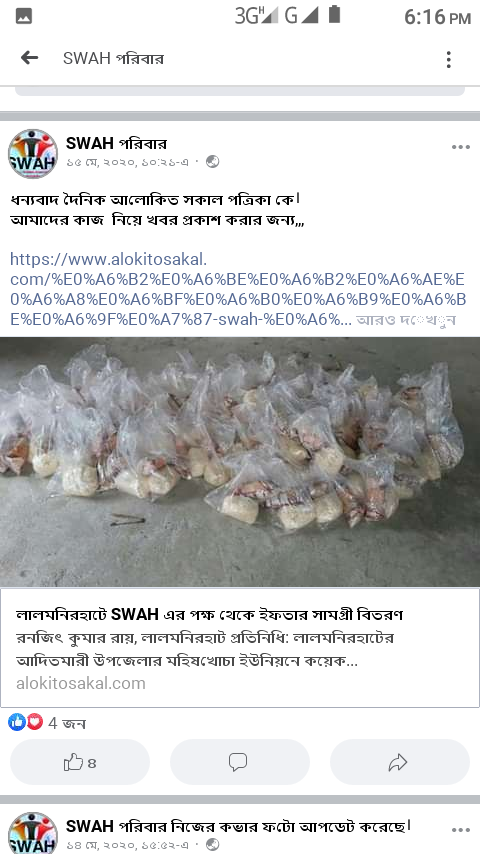 3G H G 6:16 PM
SWAH পরিবার
SWAH পরিবার
SWAH
১৫ মে, ২০২০, ১০:২১-এ ·
ধন্যবাদ দৈনিক আলোকিত সকাল পত্রিকা কে।
আমাদের কাজ নিয়ে খবর প্রকাশ করার জন্য,,,
https://www.alokitosakal.
com/%E0%A6%B2%E0%A6%BE%E0%A6%B2%E0%A6%AE%E
0%A6%A8%E0%A6%BF%E0%A6%B0%E0%A6%B9%E0%A6%B
E%E0%A6%9F%E0%A7%87-swah-%E0%A6%... আরও দেখুন
লালমনিরহাটে SWAH এর পক্ষ থেকে ইফতার সামগ্রী বিতরণ
রনজিৎ কুমার রায়, লালমনিরহাট প্রতিনিধি: লালমনিরহাটের
আদিতমারী উপজেলার মহিষখোচা ইউনিয়নে কয়েক...
alokitosakal.com
4 জন
৪
SWAH পরিবার নিজের কভার ফটো আপডেট করেছে।
SWAH
১৪ মে, ২০২০, ১৫:৫২-এ ·